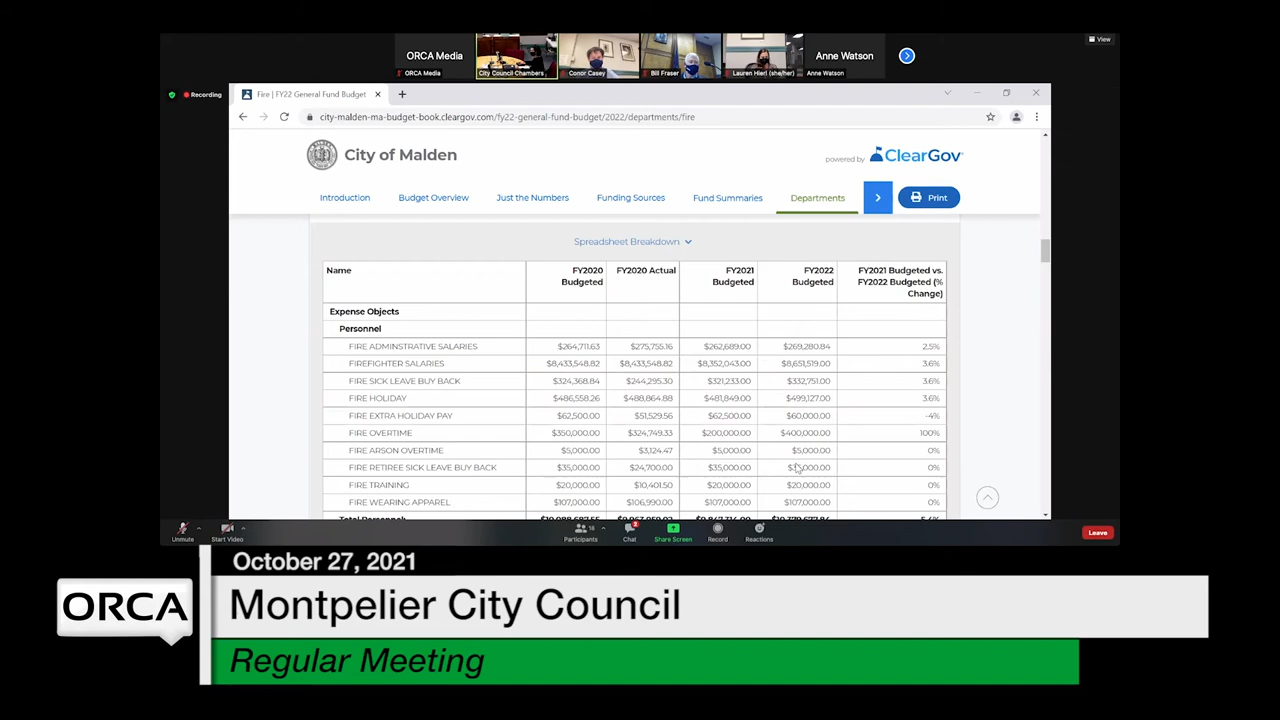 View
ORCA Media
Anne Watson
ORCA Media
City Council Chambers
Conor Casey
Bill Fraser
Lauren Hierl (she/her)
Anne Watson
Recording
Fire | FY22 General Fund Budget
city-malden-ma-budget-book.cleargov.com/fy22-general-fund-budget/2022/departments/fire
City of Malden
powered by ClearGov
Introduction Budget Overview Just the Numbers Funding Sources Fund Summaries Departments Print
Spreadsheet Breakdown
Name FY2020 Budgeted FY2020 Actual FY2021 Budgeted FY2022 Budgeted FY2021 Budgeted vs. FY2022 Budgeted (% Change)
Expense Objects
Personnel
FIRE ADMINSTRATIVE SALARIES $264,711.63 $275,755.16 $262,689.00 $269,280.84 2.5%
FIREFIGHTER SALARIES $8,433,548.82 $8,433,548.82 $8,352,043.00 $8,651,519.00 3.6%
FIRE SICK LEAVE BUY BACK $324,368.84 $244,295.30 $321,233.00 $332,751.00 3.6%
FIRE HOLIDAY $486,558.26 $488,864.88 $481,849.00 $499,127.00 3.6%
FIRE EXTRA HOLIDAY PAY $62,500.00 $51,529.56 $62,500.00 $60,000.00 -4%
FIRE OVERTIME $350,000.00 $324,749.33 $200,000.00 $400,000.00 100%
FIRE ARSON OVERTIME $5,000.00 $3,124.47 $5,000.00 $5,000.00 0%
FIRE RETIREE SICK LEAVE BUY BACK $35,000.00 $24,700.00 $35,000.00 0%
FIRE TRAINING $20,000.00 $10,401.50 $20,000.00 $20,000.00 0%
FIRE WEARING APPAREL $107,000.00 $106,990.00 $107,000.00 $107,000.00 0%
Unmute Start Video Participants 18 Chat 2 Share Screen Record Reactions Leave
October 27, 2021
ORCA
Montpelier City Council
Regular Meeting